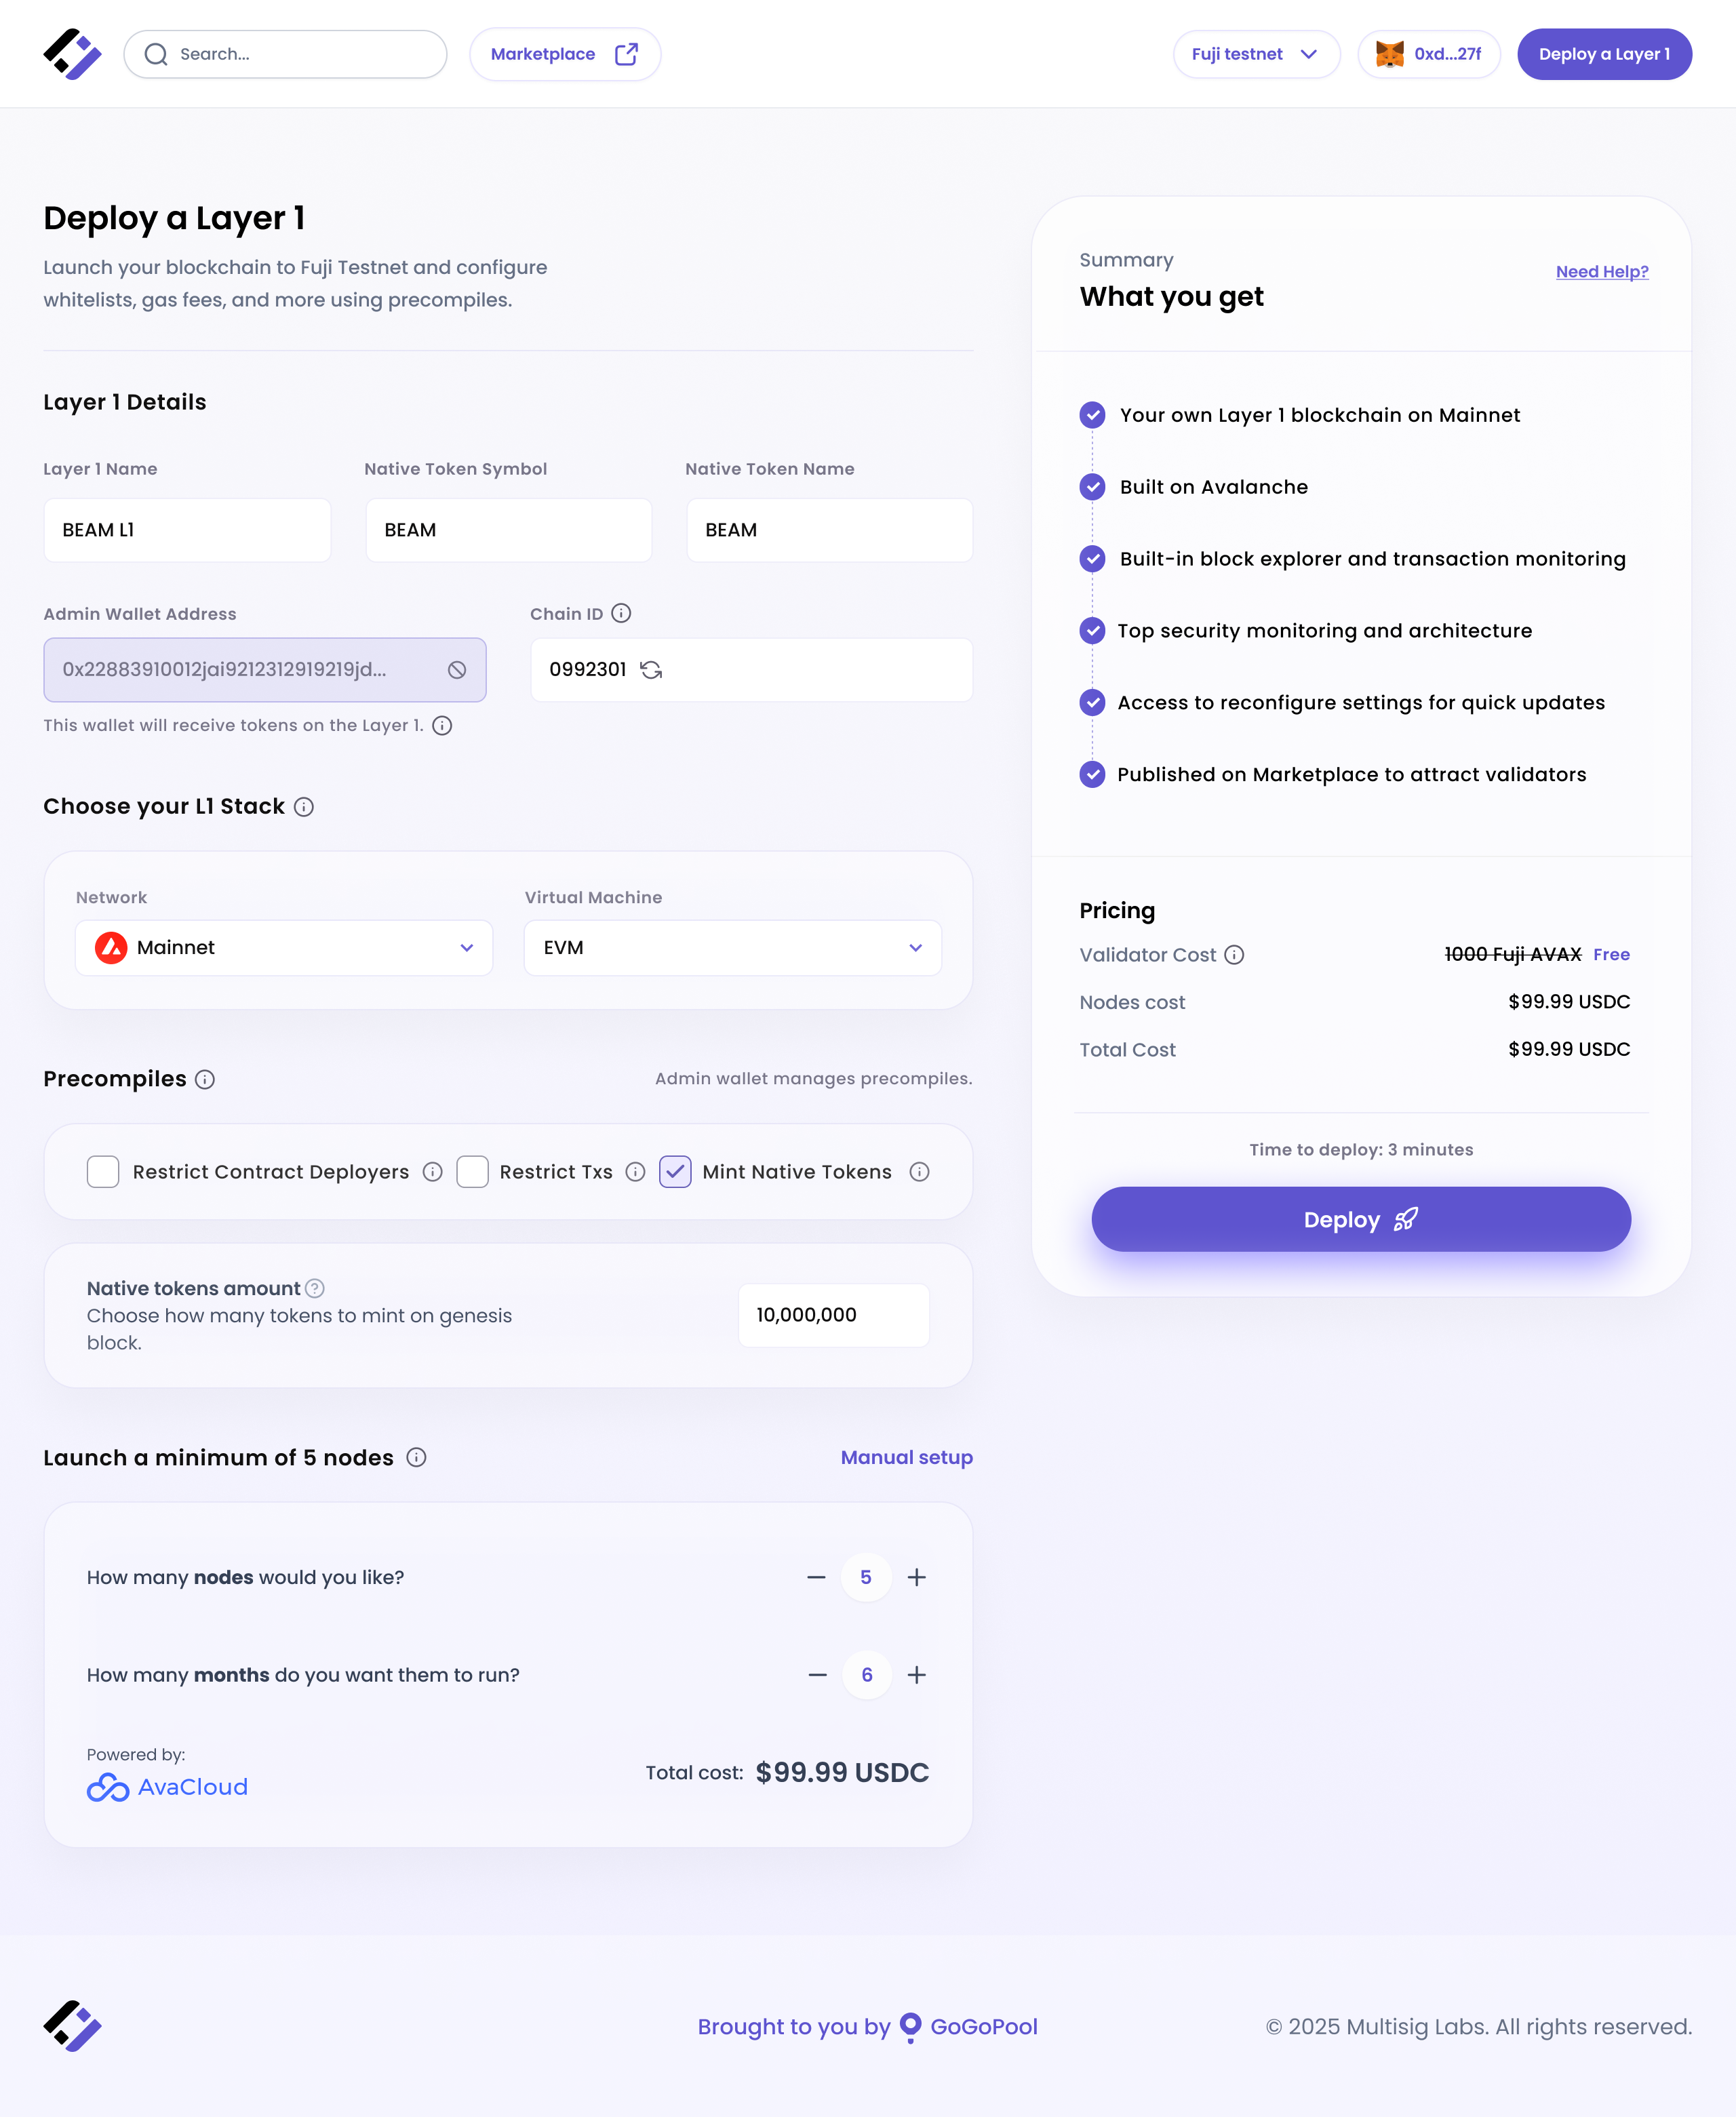 Search...
Marketplace
Fuji testnet
0xd...27f
Deploy a Layer 1
Deploy a Layer 1
Launch your blockchain to Fuji Testnet and configure
whitelists, gas fees, and more using precompiles.
Layer 1 Details
Layer 1 Name
Native Token Symbol
Native Token Name
BEAM L1
BEAM
BEAM
Admin Wallet Address
Chain ID
0x22883910012jai9212312919219jd...
0992301
This wallet will receive tokens on the Layer 1.
Choose your L1 Stack
Network
Virtual Machine
Mainnet
EVM
Precompiles
Admin wallet manages precompiles.
Restrict Contract Deployers
Restrict Txs
Mint Native Tokens
Native tokens amount
Choose how many tokens to mint on genesis
block.
10,000,000
Launch a minimum of 5 nodes
Manual setup
How many nodes would you like?
5
How many months do you want them to run?
6
Powered by:
AvaCloud
Total cost: $99.99 USDC
Summary
What you get
Need Help?
Your own Layer 1 blockchain on Mainnet
Built on Avalanche
Built-in block explorer and transaction monitoring
Top security monitoring and architecture
Access to reconfigure settings for quick updates
Published on Marketplace to attract validators
Pricing
Validator Cost
1000 Fuji AVAX Free
Nodes cost
$99.99 USDC
Total Cost
$99.99 USDC
Time to deploy: 3 minutes
Deploy
Brought to you by GoGoPool
© 2025 Multisig Labs. All rights reserved.